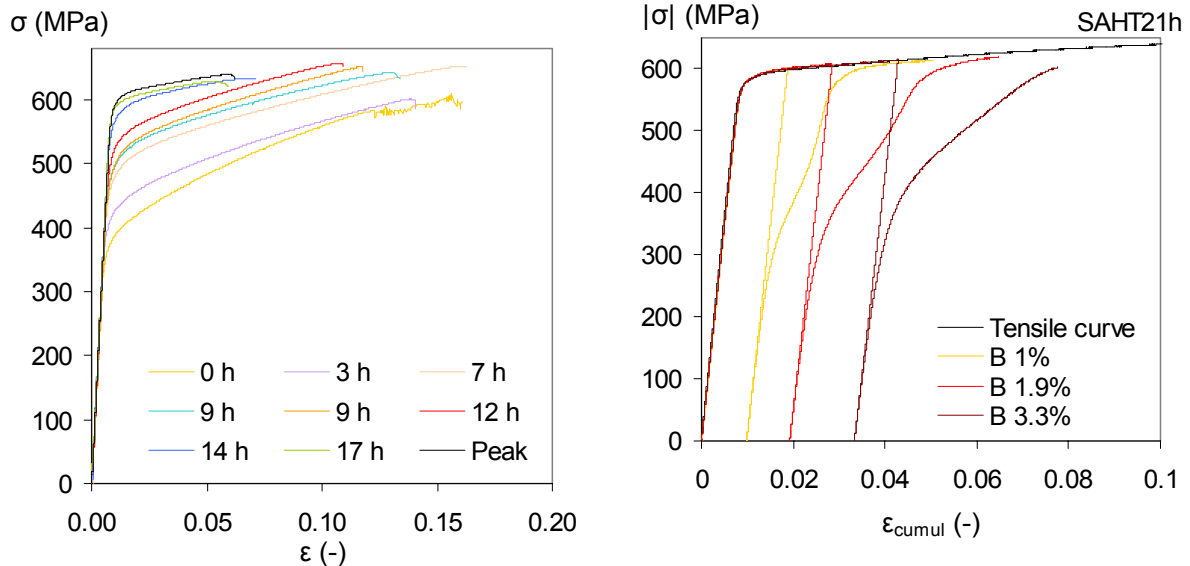 σ (MPa)
600
500
400
300
200
100
0
0.00 0.05 0.10 0.15 0.20
ε (-)
0 h 3 h 7 h
9 h 9 h 12 h
14 h 17 h Peak
|σ| (MPa)
SAHT21h
600
500
400
300
200
100
0
0 0.02 0.04 0.06 0.08 0.1
εcumul (-)
Tensile curve
B 1%
B 1.9%
B 3.3%